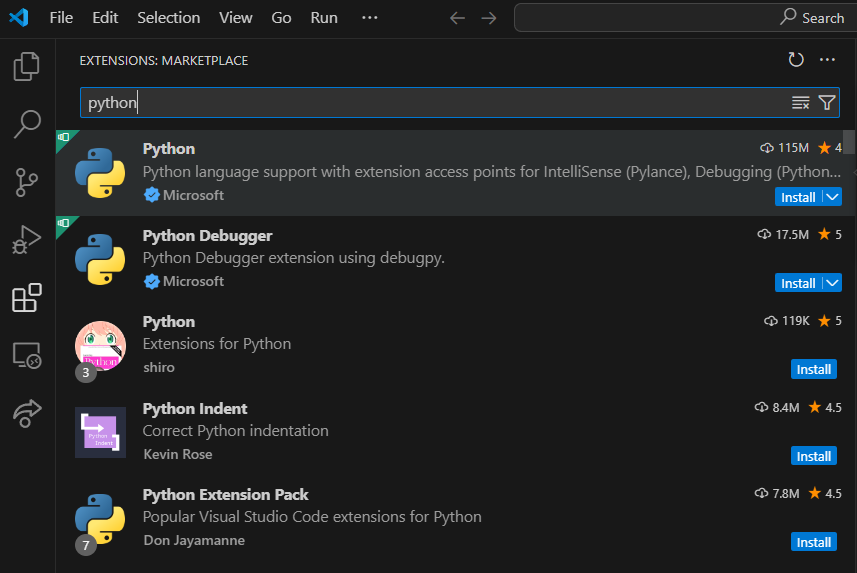 File Edit Selection View Go Run ··· Search
EXTENSIONS: MARKETPLACE
python
Python 115M 4
Python language support with extension access points for IntelliSense (Pylance), Debugging (Python...
Microsoft Install
Python Debugger 17.5M 5
Python Debugger extension using debugpy.
Microsoft Install
Python 119K 5
Extensions for Python
3 shiro Install
Python Indent 8.4M 4.5
Correct Python indentation
Python
Indent
Kevin Rose Install
Python Extension Pack 7.8M 4.5
Popular Visual Studio Code extensions for Python
7 Don Jayamanne Install